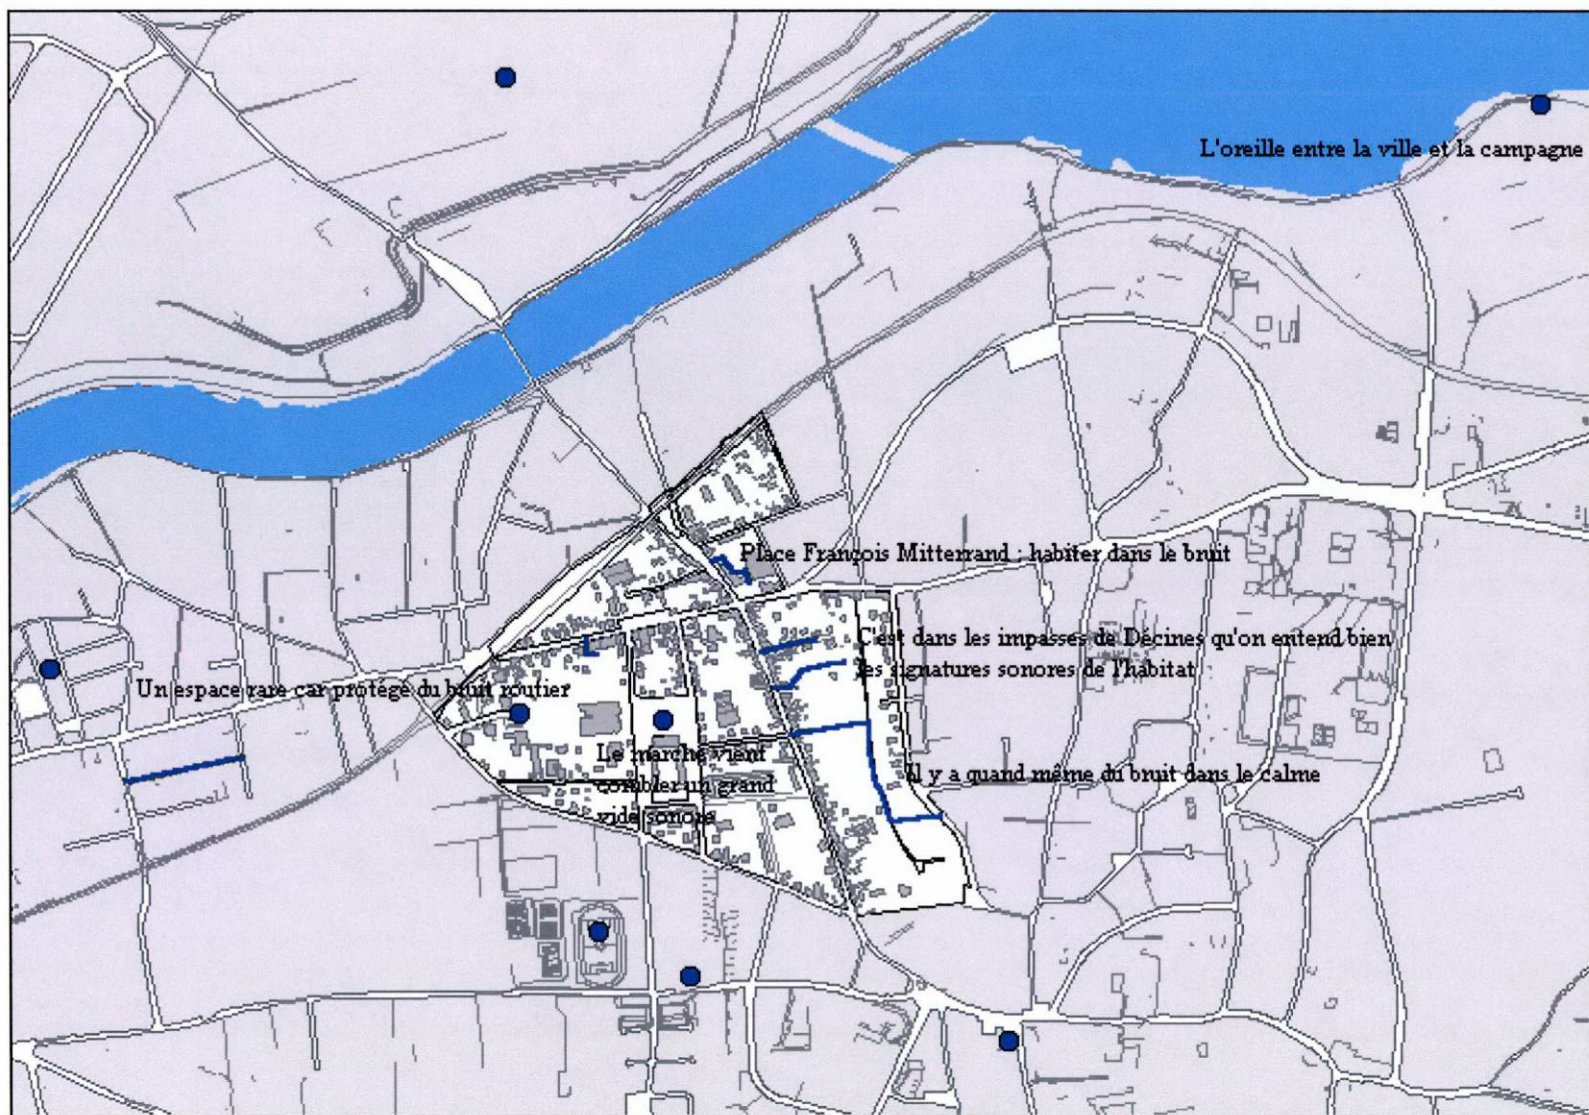 L'oreille entre la ville et la campagne
Place François Mitterrand : habiter dans le bruit
C'est dans les impasses de Décines qu'on entend bien
les signatures sonores de l'habitat
Un espace rare car protégé du bruit routier
Le marché vient
combler un grand
vide sonore
Il y a quand même du bruit dans le calme